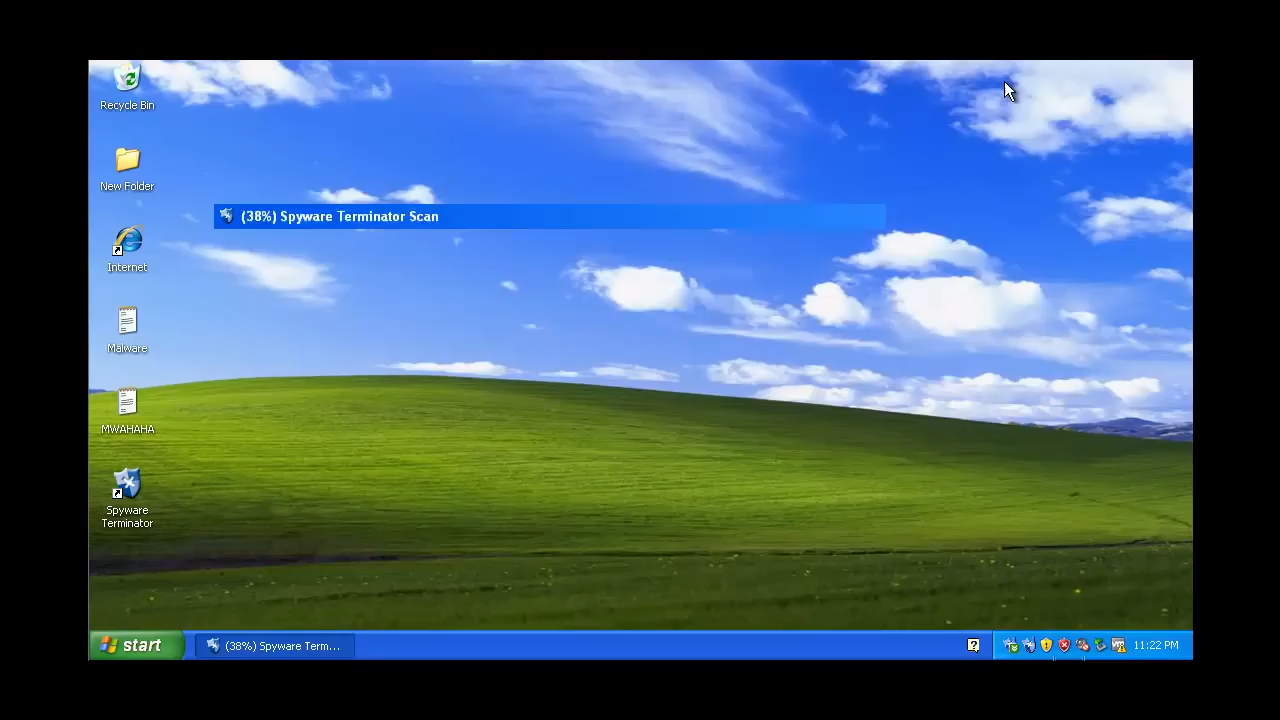 Recycle Bin
New Folder
(38%) Spyware Terminator Scan
Internet
Malware
MWAHAHA
Spyware
Terminator
start
(38%) Spyware Term...
?
11:22 PM